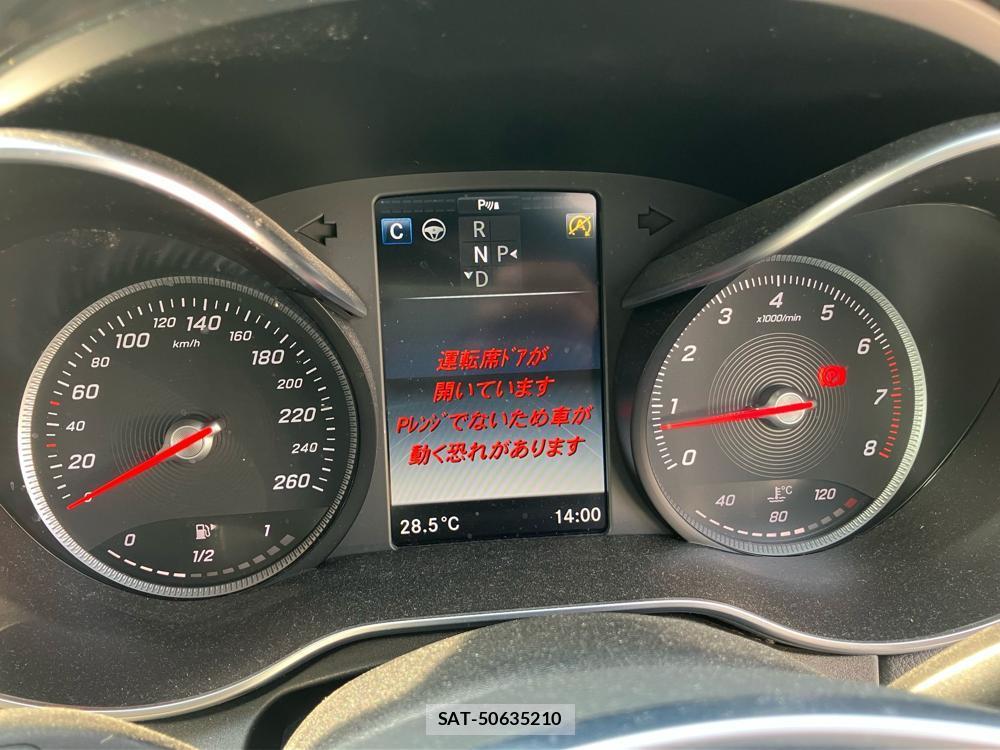 P
C
R
N P
D
運転席ﾄﾞｱが
開いています
Pﾚﾝｼﾞでないため車が
動く恐れがあります
28.5°C 14:00
0 20 40 60 80 100 120 140 160 180 200 220 240 260
km/h
0 1/2 1
0 1 2 3 4 5 6 7 8
x1000/min
P
40 80 120
°C
SAT-50635210